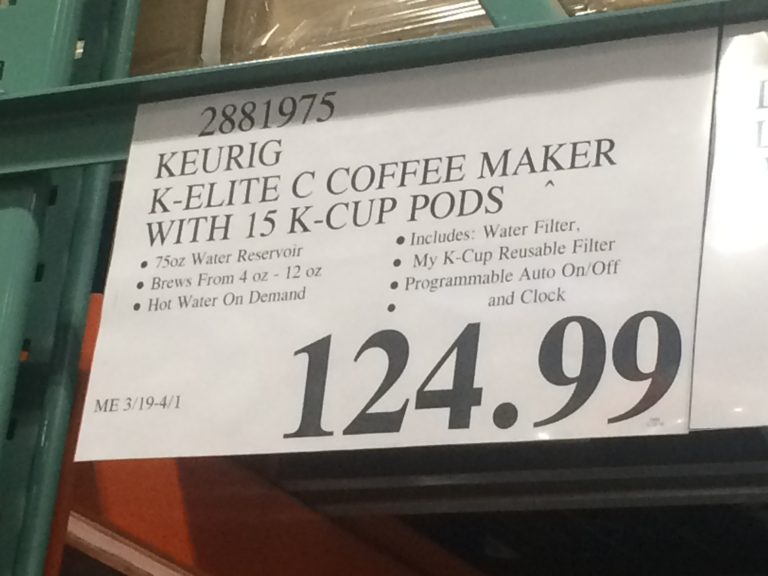 2881975
KEURIG
K-ELITE C COFFEE MAKER
WITH 15 K-CUP PODS
• 75oz Water Reservoir
• Brews From 4 oz - 12 oz
• Hot Water On Demand
• Includes: Water Filter,
• My K-Cup Reusable Filter
• Programmable Auto On/Off
and Clock
•
124.99
ME 3/19-4/1